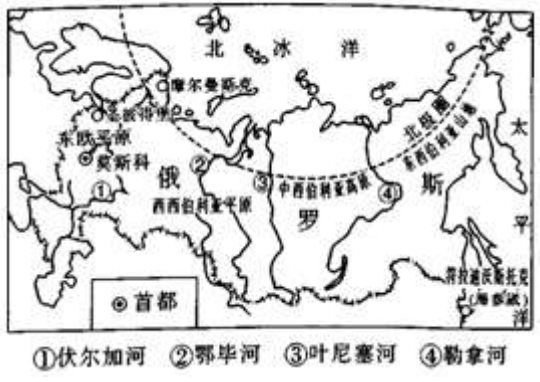 北冰洋
摩尔曼斯克
圣彼得堡
东欧平原
莫斯科
①
俄
②
西西伯利亚平原
③
中西伯利亚高原
罗
④
北极圈
东西伯利亚山地
斯
太平洋
符拉迪沃斯托克
(海参崴)
首都
①伏尔加河 ②鄂毕河 ③叶尼塞河 ④勒拿河